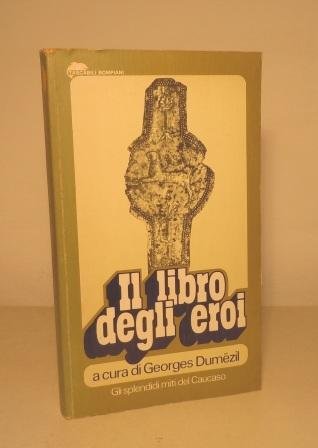 TASCABILI BOMPIANI
Il libro
degli eroi
a cura di Georges Dumézil
Gli splendidi miti del Caucaso